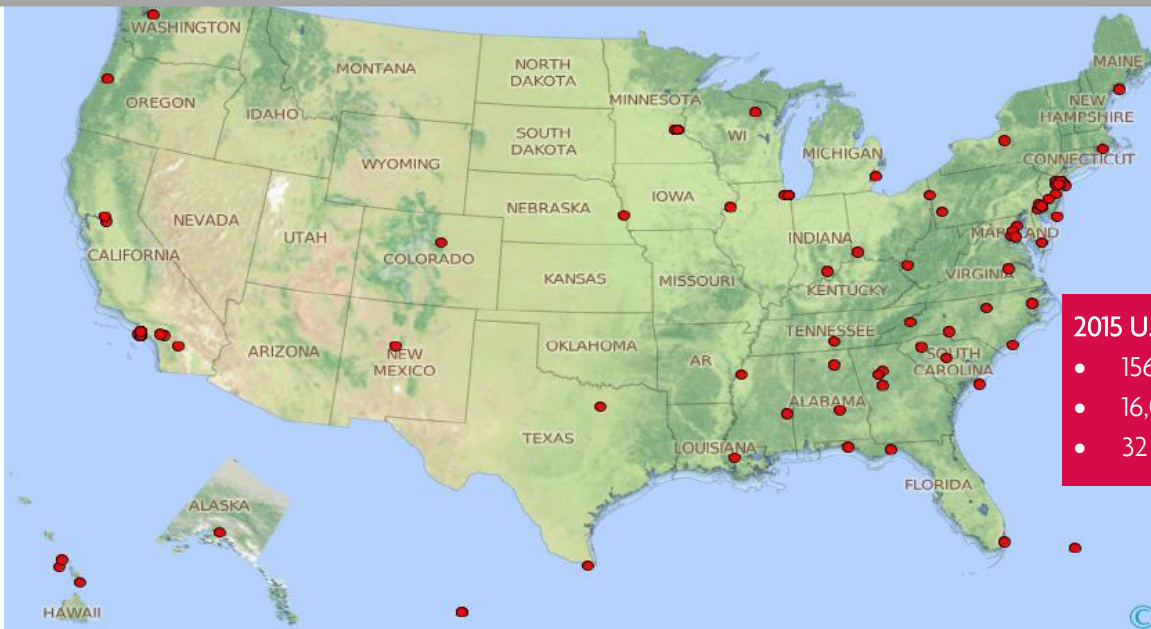 WASHINGTON
MONTANA
NORTH
DAKOTA
MINNESOTA
MAINE
OREGON
IDAHO
SOUTH
DAKOTA
WI
NEW
HAMPSHIRE
WYOMING
MICHIGAN
CONNECTICUT
NEVADA
NEBRASKA
IOWA
UTAH
CALIFORNIA
COLORADO
KANSAS
MISSOURI
INDIANA
MARYLAND
KENTUCKY
VIRGINIA
ARIZONA
NEW
MEXICO
OKLAHOMA
AR
TENNESSEE
SOUTH
CAROLINA
ALABAMA
TEXAS
LOUISIANA
FLORIDA
ALASKA
HAWAII
2015 U.
• 156
• 16,
• 32
©